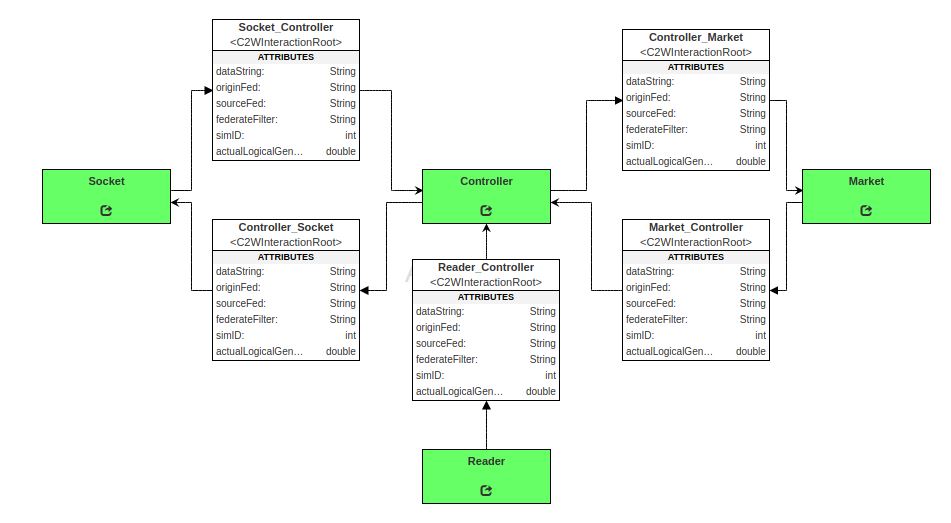 Socket_Controller
<C2WInteractionRoot>
ATTRIBUTES
dataString: String
originFed: String
sourceFed: String
federateFilter: String
simID: int
actualLogicalGen... double
Controller_Market
<C2WInteractionRoot>
ATTRIBUTES
dataString: String
originFed: String
sourceFed: String
federateFilter: String
simID: int
actualLogicalGen... double
Socket
Controller
Market
Controller_Socket
<C2WInteractionRoot>
ATTRIBUTES
dataString: String
originFed: String
sourceFed: String
federateFilter: String
simID: int
actualLogicalGen... double
Reader_Controller
<C2WInteractionRoot>
ATTRIBUTES
dataString: String
originFed: String
sourceFed: String
federateFilter: String
simID: int
actualLogicalGen... double
Market_Controller
<C2WInteractionRoot>
ATTRIBUTES
dataString: String
originFed: String
sourceFed: String
federateFilter: String
simID: int
actualLogicalGen... double
Reader